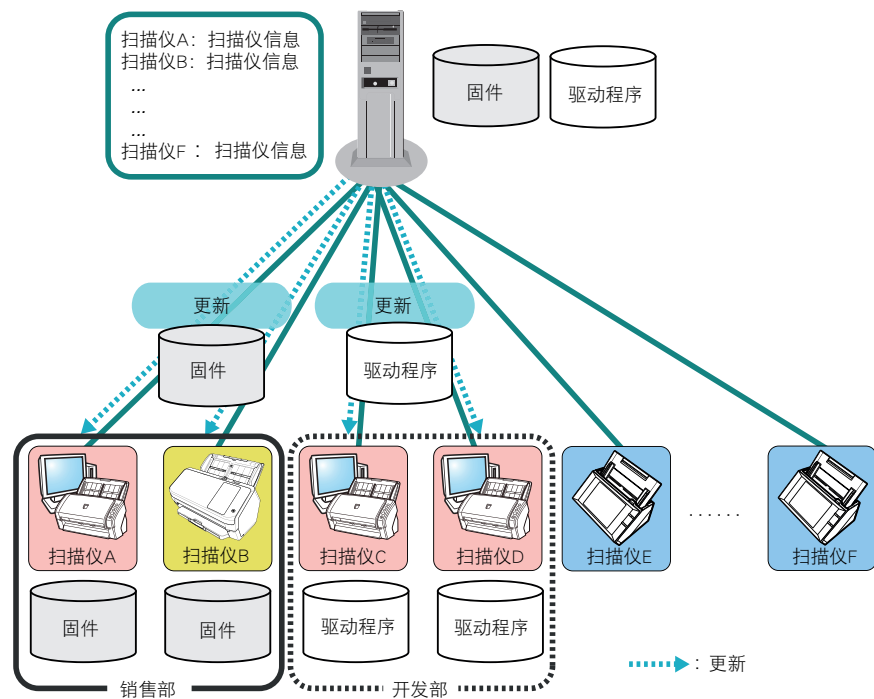 扫描仪A：扫描仪信息
扫描仪B：扫描仪信息
...
...
...
扫描仪F ： 扫描仪信息
固件
驱动程序
更新
更新
固件
驱动程序
扫描仪A
扫描仪B
扫描仪C
扫描仪D
扫描仪E
......
扫描仪F
固件
固件
驱动程序
驱动程序
：更新
销售部
开发部